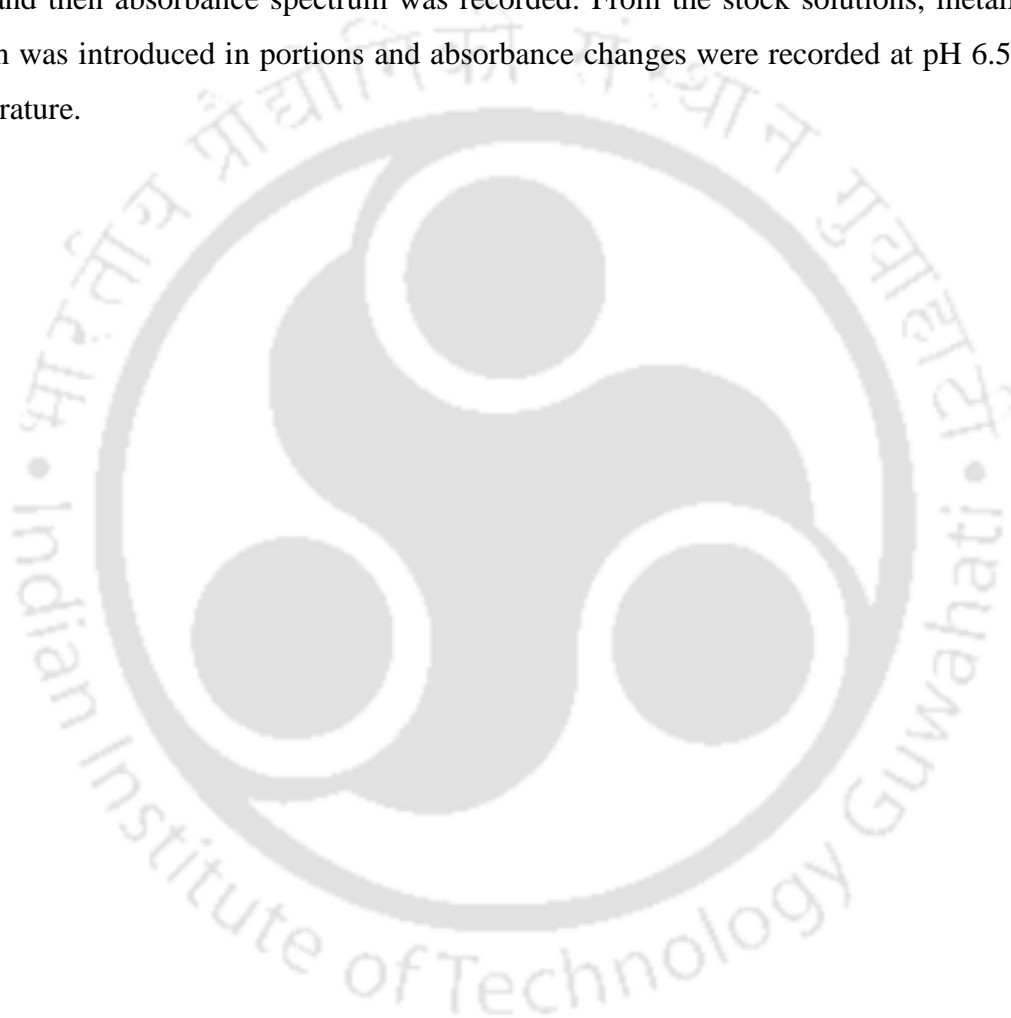 and then absorbance spectrum was recorded. From the stock solutions, metal
n was introduced in portions and absorbance changes were recorded at pH 6.5
rature.
भारतीय प्रौद्योगिकी संस्थान गुवाहाटी
Indian Institute of Technology Guwahati